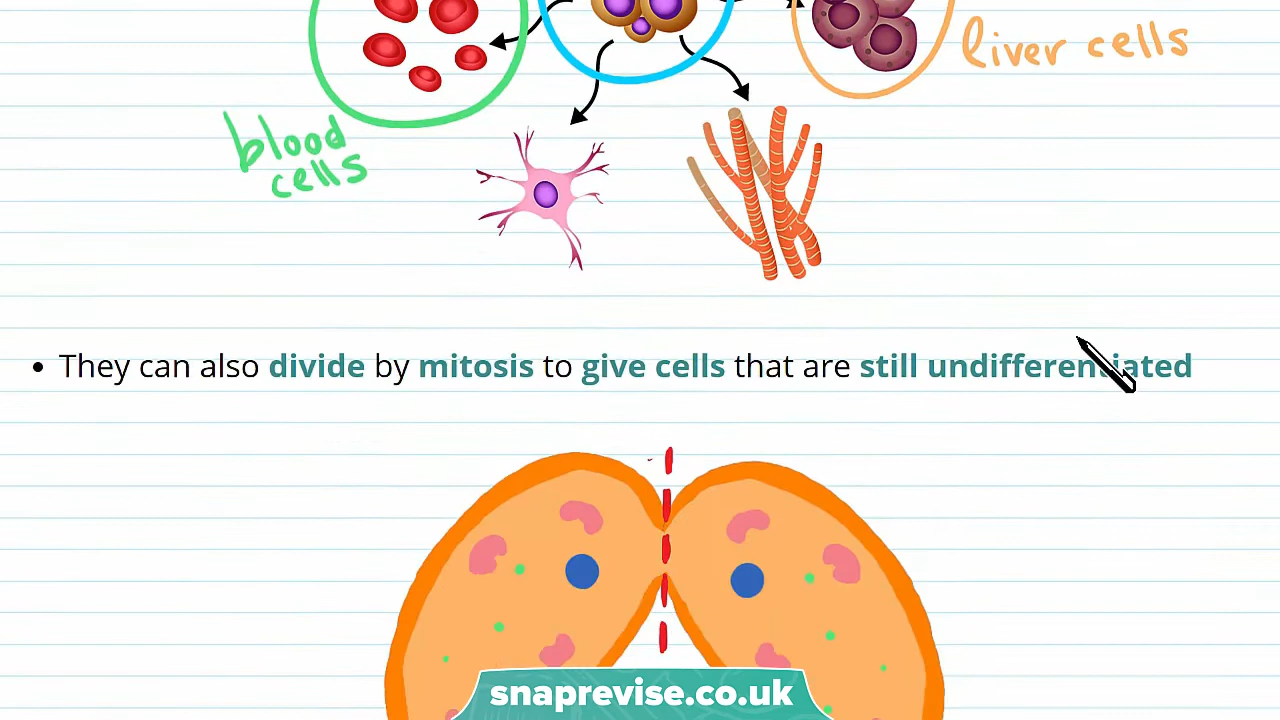 liver cells
blood
cells
• They can also divide by mitosis to give cells that are still undifferentiated
snaprevise.co.uk